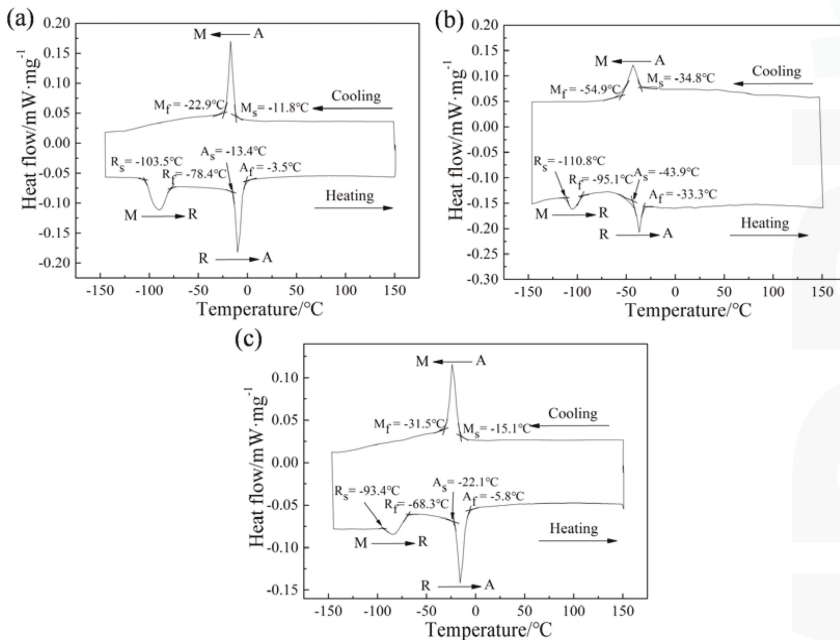 (a)
0.20
0.15
0.10
0.05
0.00
-0.05
-0.10
-0.15
-0.20
Heat flow/mW·mg-1
M A
Mf = -22.9℃
Ms = -11.8℃
Cooling
As = -13.4℃
Rs = -103.5℃
Rf = -78.4℃
Af = -3.5℃
M R
Heating
R A
-150 -100 -50 0 50 100 150
Temperature/℃
(b)
0.20
0.15
0.10
0.05
0.00
-0.05
-0.10
-0.15
-0.20
-0.25
-0.30
Heat flow/mW·mg-1
M A
Mf = -54.9℃
Ms = -34.8℃
Cooling
Rs = -110.8℃
Rf = -95.1℃
As = -43.9℃
Af = -33.3℃
M R
Heating
R A
-150 -100 -50 0 50 100 150
Temperature/℃
(c)
0.10
0.05
0.00
-0.05
-0.10
-0.15
Heat flow/mW·mg-1
M A
Mf = -31.5℃
Ms = -15.1℃
Cooling
As = -22.1℃
Rs = -93.4℃
Rf = -68.3℃
Af = -5.8℃
M R
Heating
R A
-150 -100 -50 0 50 100 150
Temperature/℃